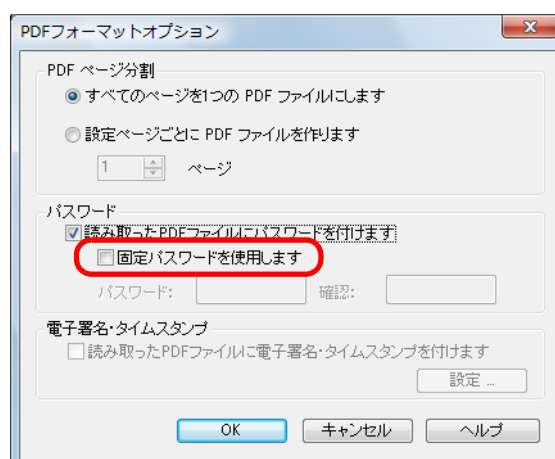 PDFフォーマットオプション
PDF ページ分割
すべてのページを1つの PDF ファイルにします
設定ページごとに PDF ファイルを作ります
1 ページ
パスワード
読み取ったPDFファイルにパスワードを付けます
固定パスワードを使用します
パスワード: 確認:
電子署名・タイムスタンプ
読み取ったPDFファイルに電子署名・タイムスタンプを付けます
設定 ...
OK キャンセル ヘルプ